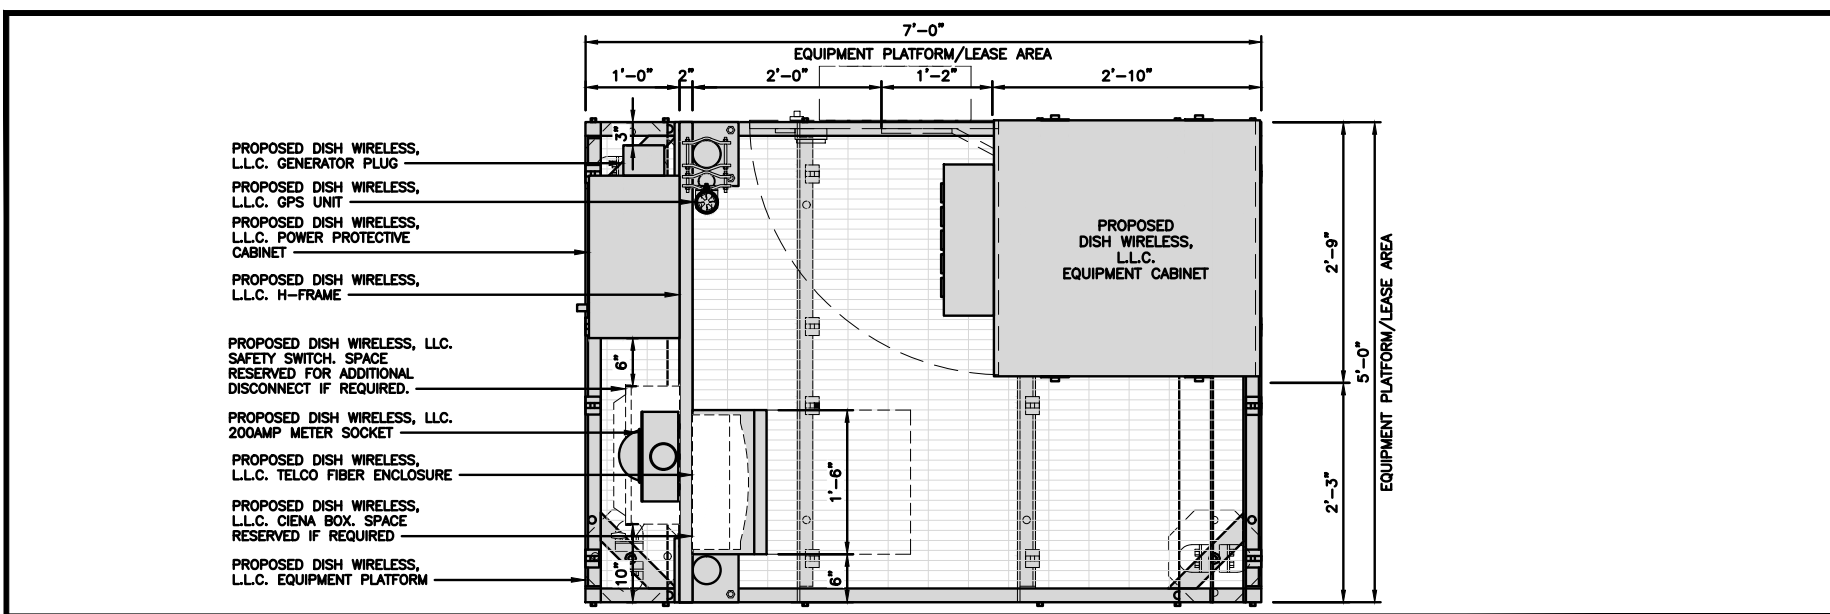 7'-0"
EQUIPMENT PLATFORM/LEASE AREA
1'-0" 2" 2'-0" 1'-2" 2'-10"
3"
PROPOSED DISH WIRELESS,
L.L.C. GENERATOR PLUG
PROPOSED DISH WIRELESS,
L.L.C. GPS UNIT
PROPOSED DISH WIRELESS,
L.L.C. POWER PROTECTIVE
CABINET
PROPOSED DISH WIRELESS,
L.L.C. H-FRAME
PROPOSED DISH WIRELESS, LLC.
SAFETY SWITCH. SPACE
RESERVED FOR ADDITIONAL
DISCONNECT IF REQUIRED.
PROPOSED DISH WIRELESS, LLC.
200AMP METER SOCKET
PROPOSED DISH WIRELESS,
L.L.C. TELCO FIBER ENCLOSURE
PROPOSED DISH WIRELESS,
L.L.C. CIENA BOX. SPACE
RESERVED IF REQUIRED
PROPOSED DISH WIRELESS,
L.L.C. EQUIPMENT PLATFORM
6"
10"
1'-6"
6"
PROPOSED
DISH WIRELESS,
L.L.C.
EQUIPMENT CABINET
2'-9"
2'-3"
5'-0"
EQUIPMENT PLATFORM/LEASE AREA